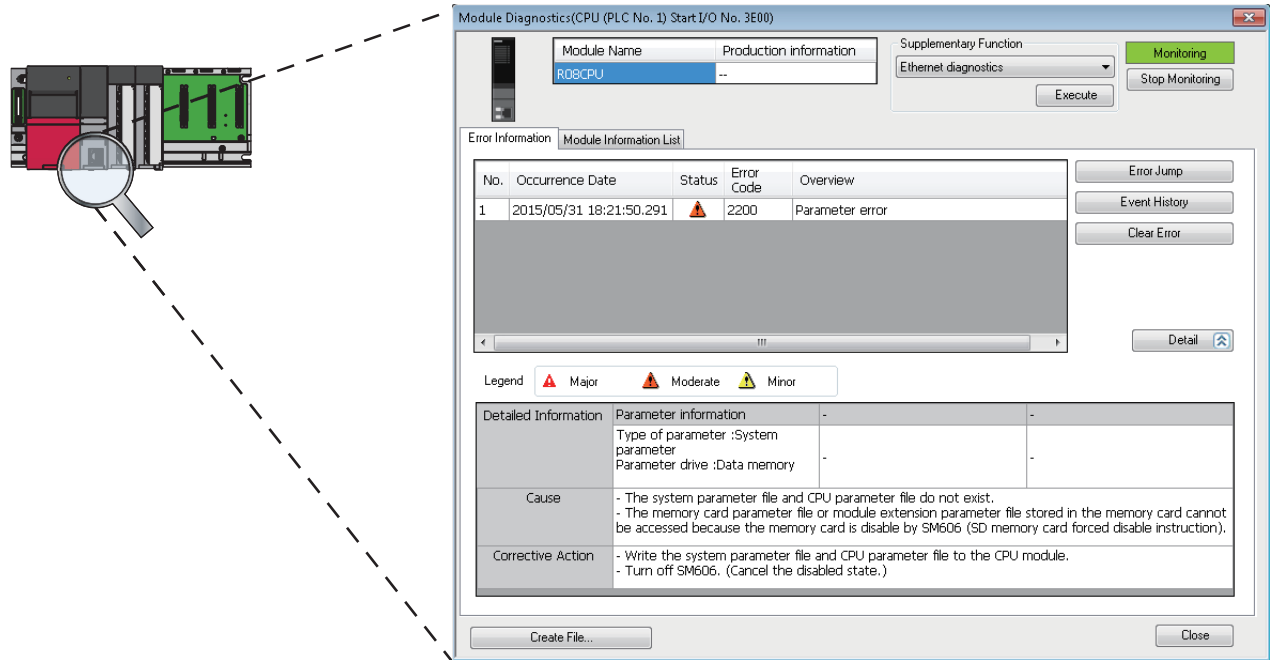 Module Diagnostics(CPU (PLC No. 1) Start I/O No. 3E00)
Module Name Production information
R08CPU --
Supplementary Function
Ethernet diagnostics
Execute
Monitoring
Stop Monitoring
Error Information Module Information List
No. Occurrence Date Status Error Code Overview
1 2015/05/31 18:21:50.291 2200 Parameter error
Error Jump
Event History
Clear Error
Detail
Legend Major Moderate Minor
Detailed Information Parameter information - -
Type of parameter :System
parameter
Parameter drive :Data memory - -
Cause - The system parameter file and CPU parameter file do not exist.
- The memory card parameter file or module extension parameter file stored in the memory card cannot
be accessed because the memory card is disable by SM606 (SD memory card forced disable instruction).
Corrective Action - Write the system parameter file and CPU parameter file to the CPU module.
- Turn off SM606. (Cancel the disabled state.)
Create File...
Close